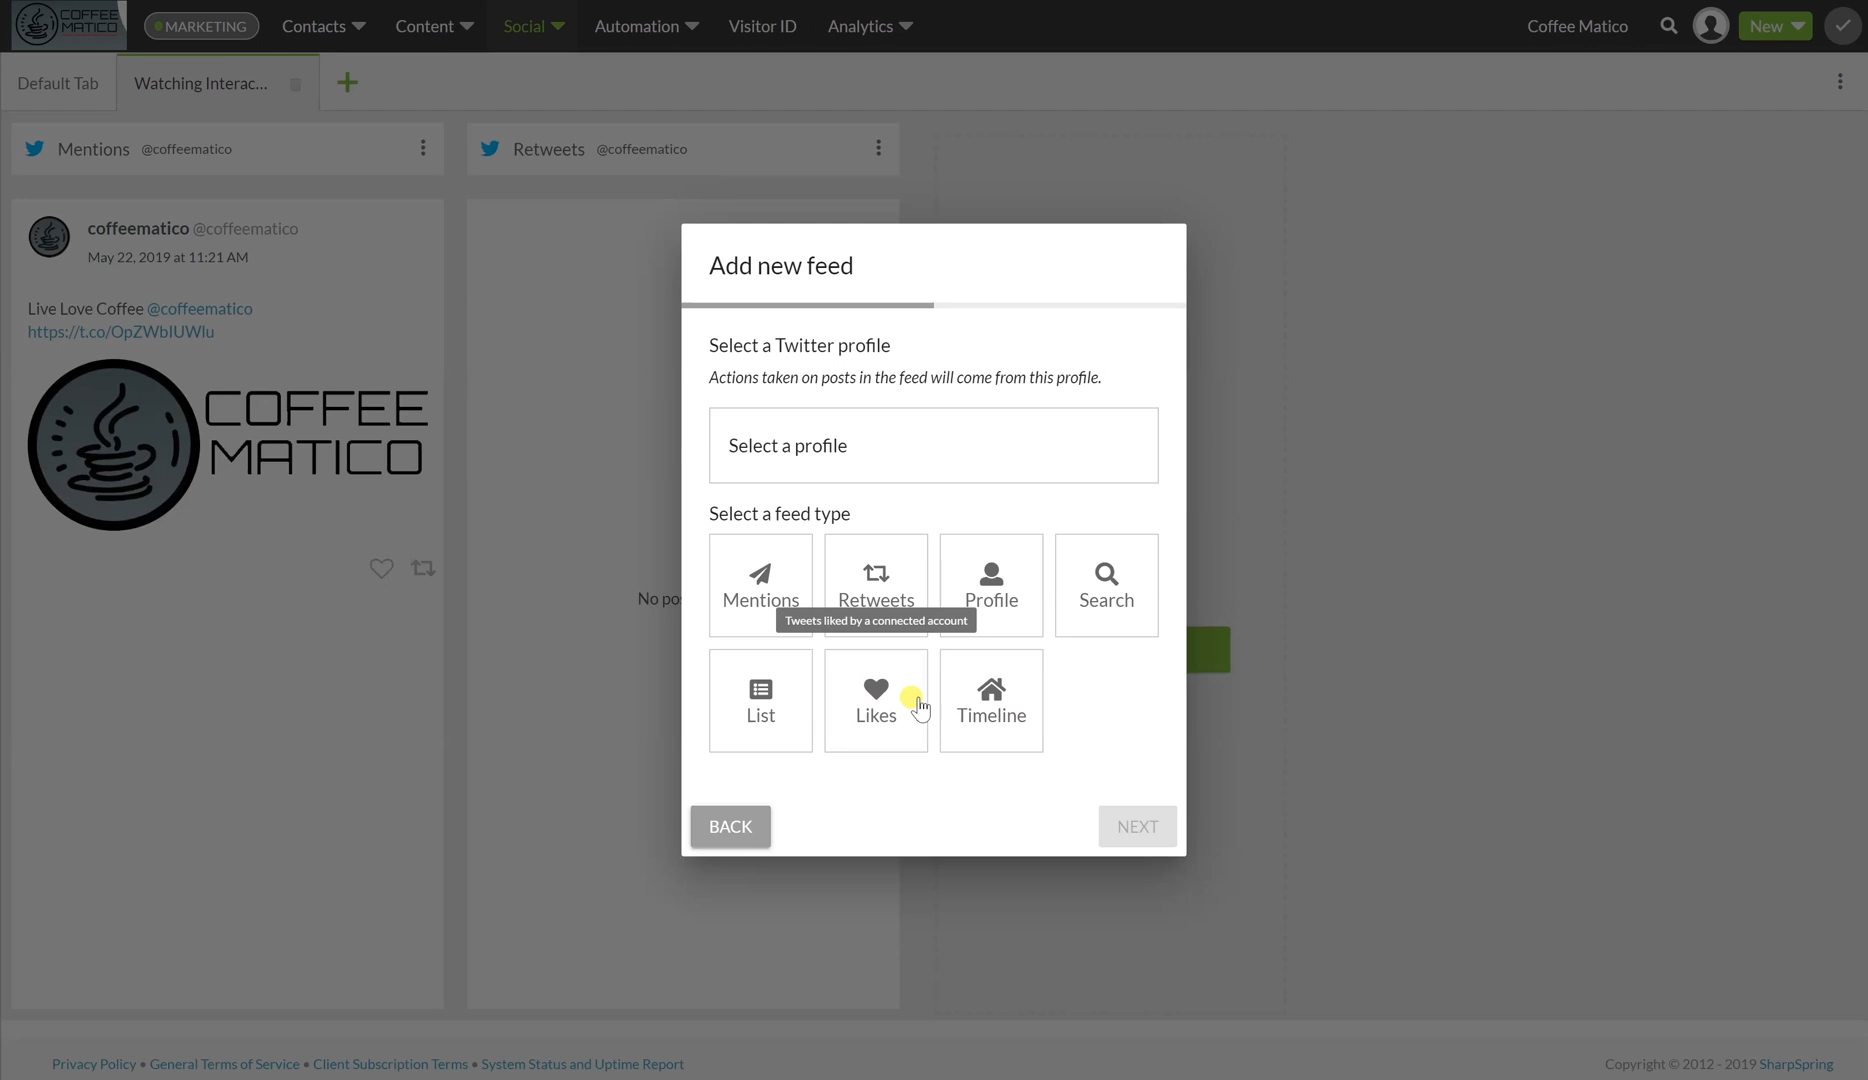 COFFEE
MATICO
MARKETING
Contacts
Content
Social
Automation
Visitor ID
Analytics
Coffee Matico
New
Default Tab
Watching Interac...
Mentions @coffeematico
Retweets @coffeematico
coffeematico @coffeematico
May 22, 2019 at 11:21 AM
Live Love Coffee @coffeematico
https://t.co/OpZWbIUWlu
COFFEE
MATICO
No po
Add new feed
Select a Twitter profile
Actions taken on posts in the feed will come from this profile.
Select a profile
Select a feed type
Mentions
Retweets
Profile
Search
Tweets liked by a connected account
List
Likes
Timeline
BACK
NEXT
Privacy Policy • General Terms of Service • Client Subscription Terms • System Status and Uptime Report
Copyright © 2012 - 2019 SharpSpring